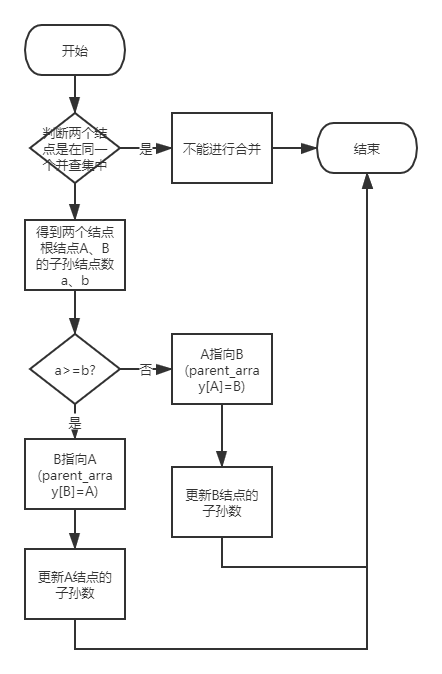 开始
判断两个结
点是在同一
个并查集中
是
不能进行合并
结束
得到两个结点
根结点A、B
的子孙结点数
a、b
a>=b?
否
A指向B
(parent_arra
y[A]=B)
是
B指向A
(parent_arra
y[B]=A)
更新B结点的
子孙数
更新A结点的
子孙数